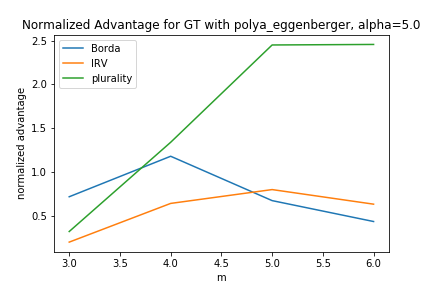 Normalized Advantage for GT with polya_eggenberger, alpha=5.0
2.5
2.0
1.5
1.0
0.5
normalized advantage
Borda
IRV
plurality
3.0 3.5 4.0 4.5 5.0 5.5 6.0
m